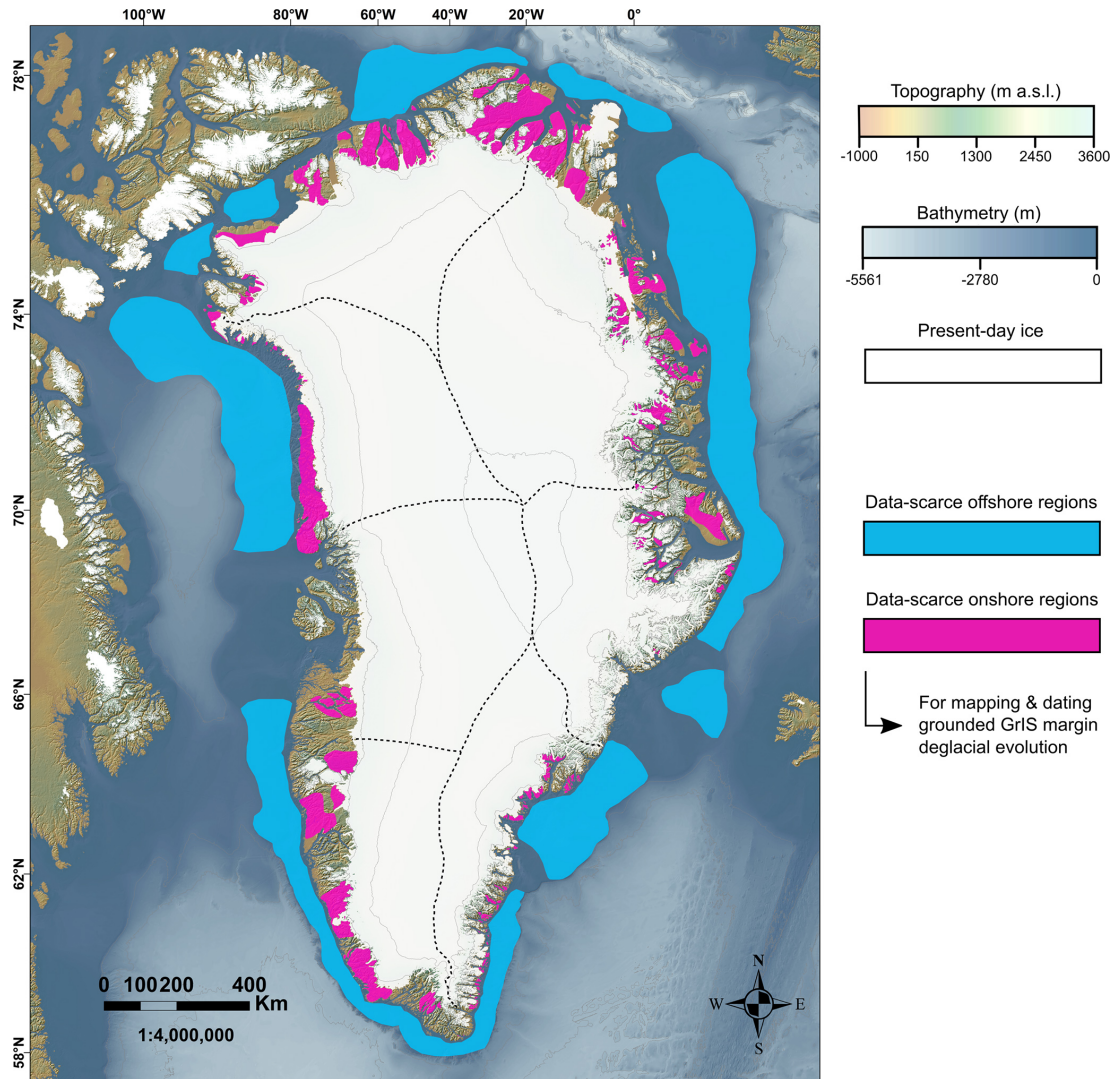 100°W 80°W 60°W 40°W 20°W 0°
78°N
74°N
70°N
66°N
62°N
58°N
0 100 200 400
Km
1:4,000,000
N
W E
S
Topography (m a.s.l.)
-1000 150 1300 2450 3600
Bathymetry (m)
-5561 -2780 0
Present-day ice
Data-scarce offshore regions
Data-scarce onshore regions
For mapping & dating
grounded GrIS margin
deglacial evolution